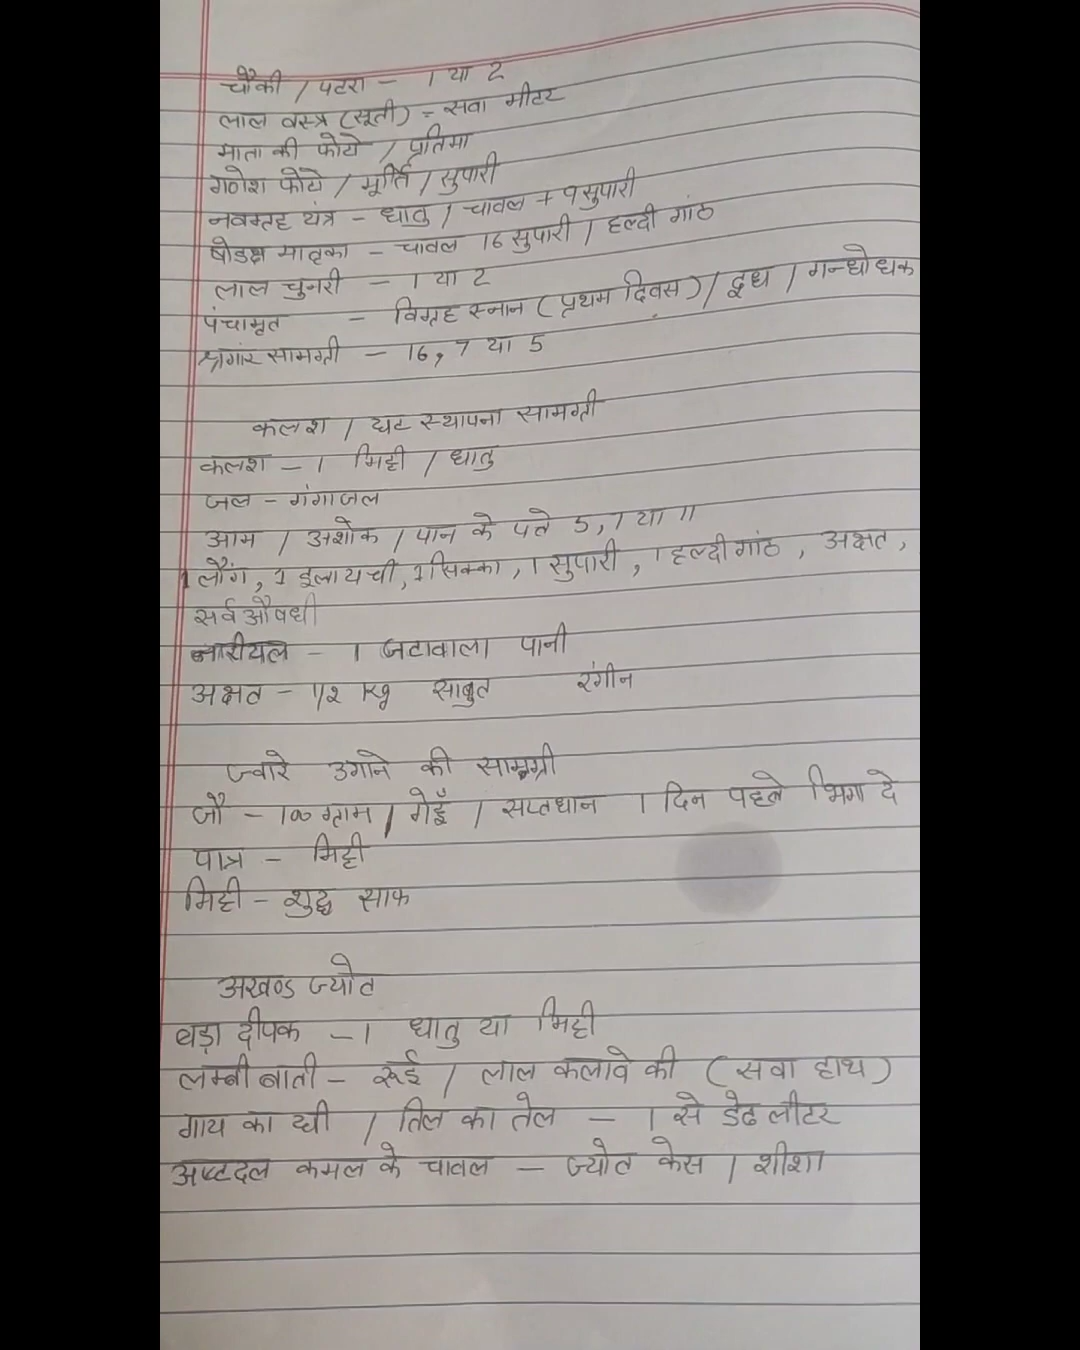 चौकी / पटरा - 1 या 2
लाल वस्त्र (सूती) = सवा मीटर
माता की फोटो / प्रतिमा
गणेश फोटो / मूर्ति / सुपारी
नवग्रह यंत्र - धातु / चावल + 9 सुपारी
षोडक्ष मातृका - चावल 16 सुपारी / हल्दी गांठ
लाल चुनरी - 1 या 2
पंचामृत - विग्रह स्नान (प्रथम दिवस) / दूध / गन्धोधक
श्रगांर सामग्री - 16, 7 या 5
कलश / घट स्थापना सामग्री
कलश - 1 मिट्टी / धातु
जल - गंगाजल
आम / अशोक / पान के पते 5, 7 या 11
1 लौंग, 1 इलायची, 1 सिक्का, 1 सुपारी, 1 हल्दी गांठ, अक्षत,
सर्व औषधी
नारीयल - 1 जटावाला पानी
अक्षत - 1/2 kg साबुत रंगीन
ज्वारे उगाने की सामग्री
जौ - 100 ग्राम / गेहूँ / सप्तधान 1 दिन पहले भिगा दे
पात्र - मिट्टी
मिट्टी - शुद्ध साफ
अखण्ड ज्योत
बड़ा दीपक - 1 धातु या मिट्टी
लम्बी बाती - रूई / लाल कलावे की (सवा हाथ)
गाय का घी / तिल का तेल - 1 से डेढ लीटर
अष्टदल कमल के चावल - ज्योत केस / शीशा